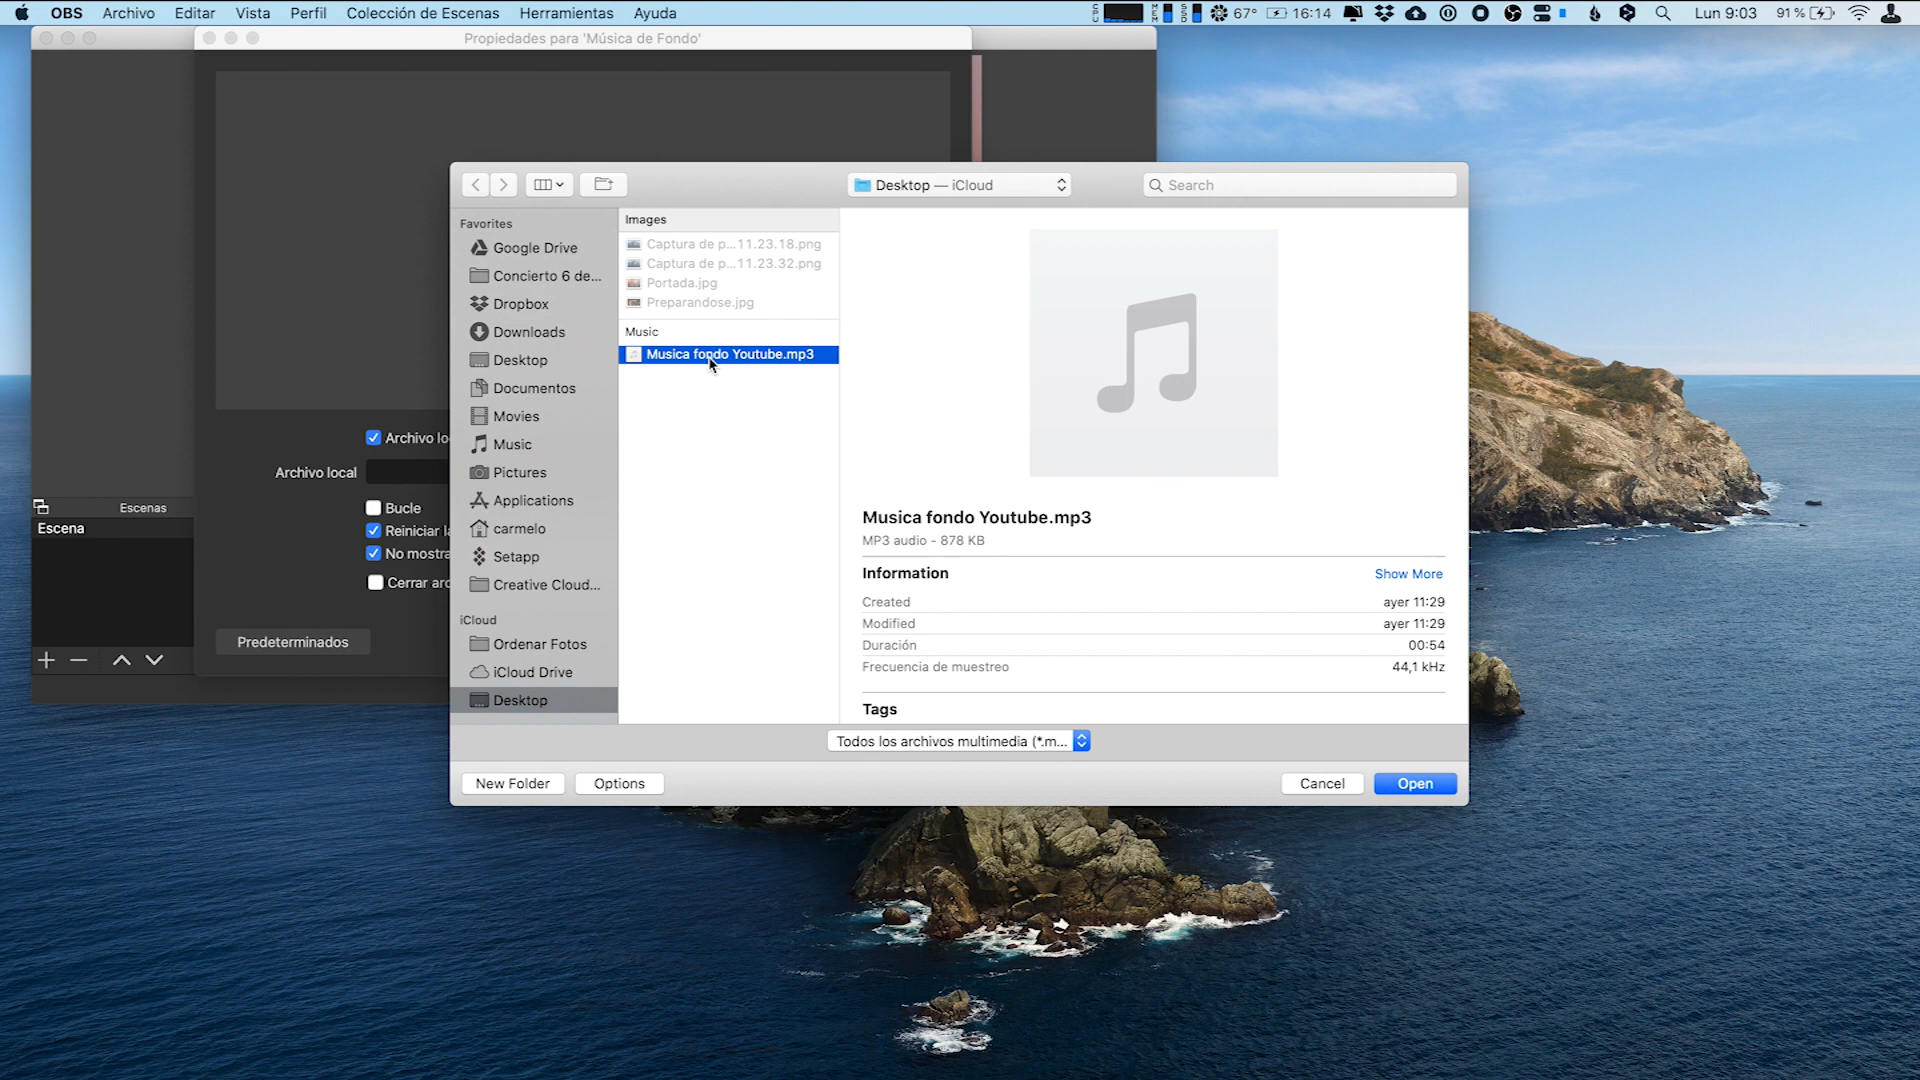 OBS Archivo Editar Vista Perfil Colección de Escenas Herramientas Ayuda
CPU MEM SSD 67° 16:14 Lun 9:03 91 %
Propiedades para 'Música de Fondo'
Desktop — iCloud
Search
Favorites
Google Drive
Concierto 6 de...
Dropbox
Downloads
Desktop
Documentos
Movies
Music
Pictures
Applications
carmelo
Setapp
Creative Cloud...
iCloud
Ordenar Fotos
iCloud Drive
Desktop
Images
Captura de p...11.23.18.png
Captura de p...11.23.32.png
Portada.jpg
Preparandose.jpg
Music
Musica fondo Youtube.mp3
Musica fondo Youtube.mp3
MP3 audio - 878 KB
Information
Show More
Created ayer 11:29
Modified ayer 11:29
Duración 00:54
Frecuencia de muestreo 44,1 kHz
Tags
Todos los archivos multimedia (*.m...
New Folder
Options
Cancel
Open
Archivo lo
Archivo local
Bucle
Reiniciar la
No mostra
Cerrar arc
Predeterminados
Escenas
Escena